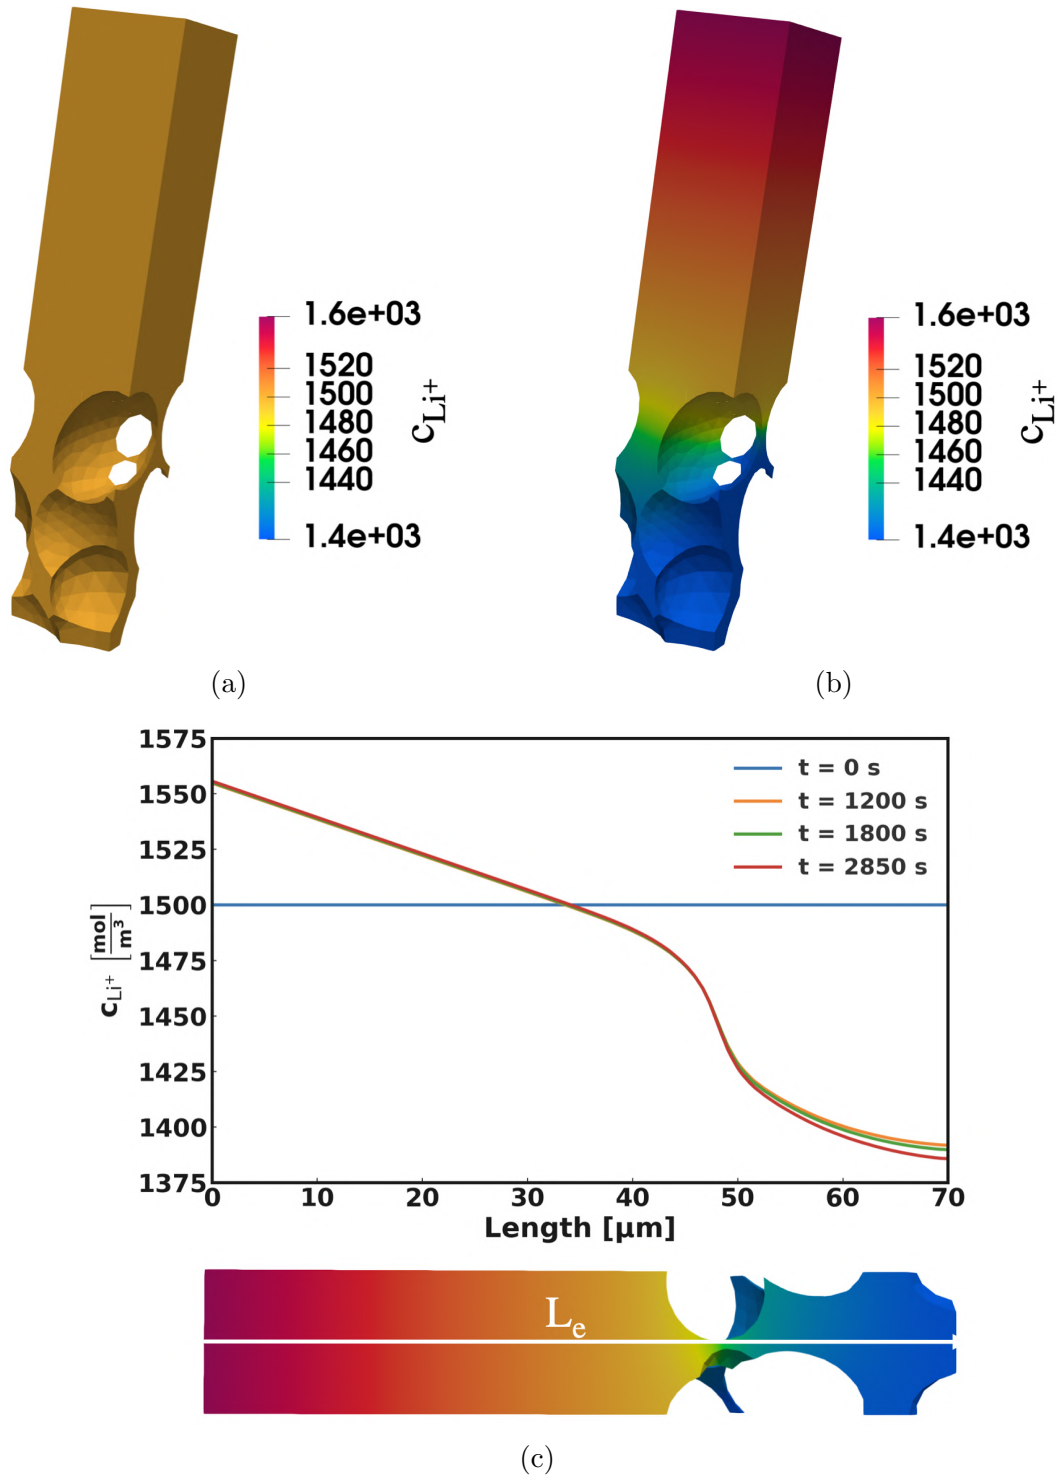 1.6e+03
1520
1500
1480
1460
1440
1.4e+03
c_Li⁺
1.6e+03
1520
1500
1480
1460
1440
1.4e+03
c_Li⁺
(a)
(b)
1575
1550
1525
1500
1475
1450
1425
1400
1375
c_Li⁺ [mol/m³]
t = 0 s
t = 1200 s
t = 1800 s
t = 2850 s
0 10 20 30 40 50 60 70
Length [μm]
L_e
(c)